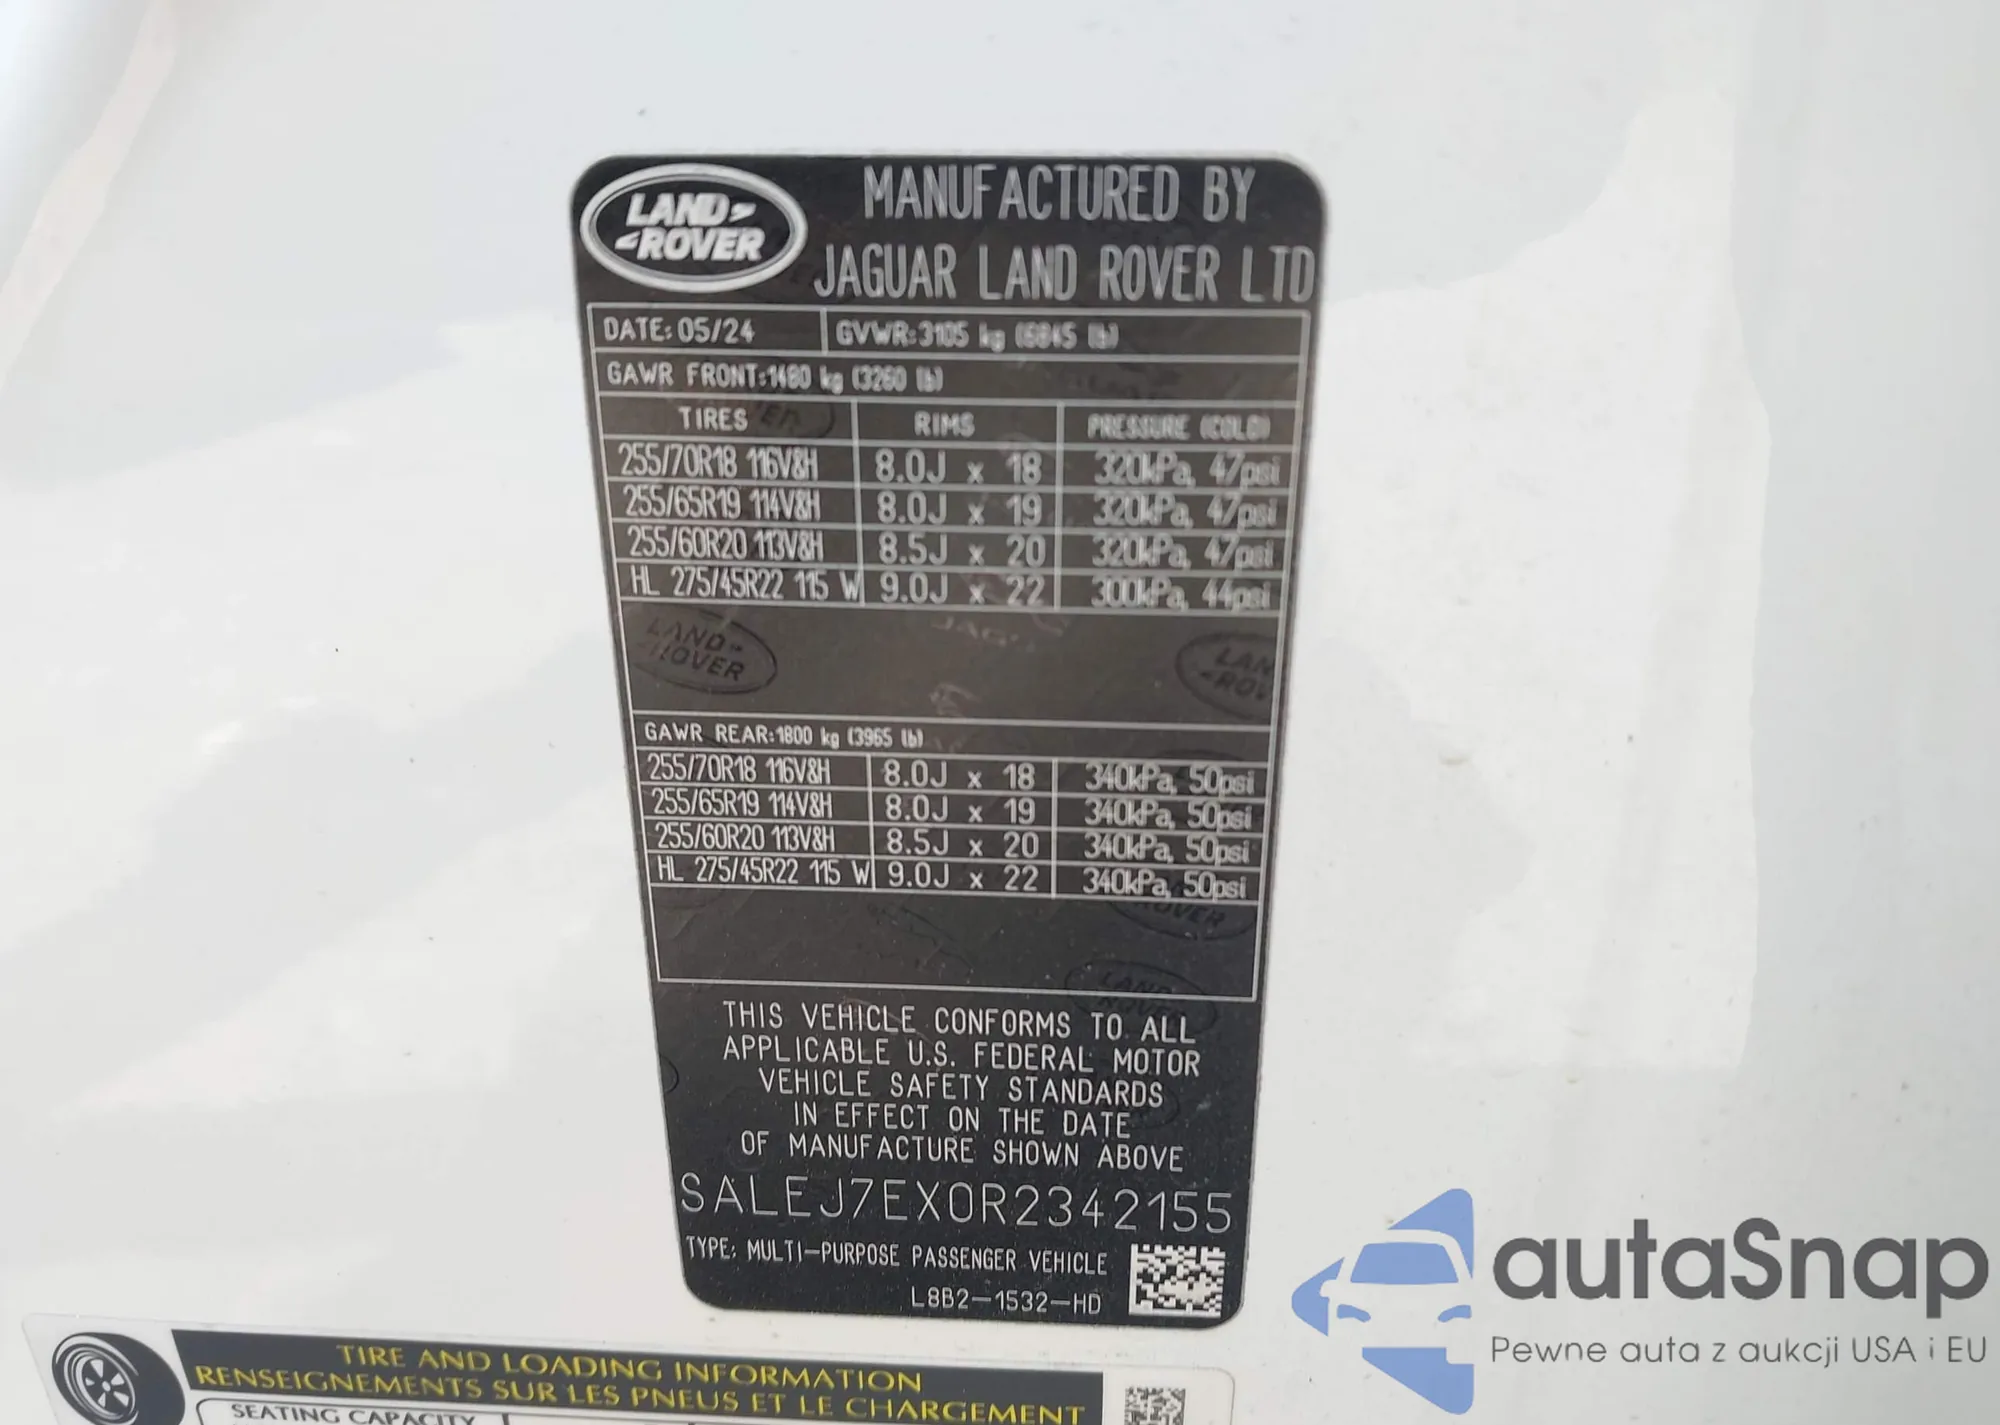 LAND
ROVER
MANUFACTURED BY
JAGUAR LAND ROVER LTD
DATE: 05/24 GVWR: 3105 kg (6845 lb)
GAWR FRONT: 1480 kg (3260 lb)
TIRES RIMS PRESSURE (COLD)
255/70R18 116V&H 8.0J x 18 320kPa, 47psi
255/65R19 114V&H 8.0J x 19 320kPa, 47psi
255/60R20 113V&H 8.5J x 20 320kPa, 47psi
HL 275/45R22 115 W 9.0J x 22 300kPa, 44psi
GAWR REAR: 1800 kg (3965 lb)
255/70R18 116V&H 8.0J x 18 340kPa, 50psi
255/65R19 114V&H 8.0J x 19 340kPa, 50psi
255/60R20 113V&H 8.5J x 20 340kPa, 50psi
HL 275/45R22 115 W 9.0J x 22 340kPa, 50psi
THIS VEHICLE CONFORMS TO ALL
APPLICABLE U.S. FEDERAL MOTOR
VEHICLE SAFETY STANDARDS
IN EFFECT ON THE DATE
OF MANUFACTURE SHOWN ABOVE
SALEJ7EX0R2342155
TYPE: MULTI-PURPOSE PASSENGER VEHICLE
L8B2-1532-HD
TIRE AND LOADING INFORMATION
RENSEIGNEMENTS SUR LES PNEUS ET LE CHARGEMENT
SEATING CAPACITY
autaSnap
Pewne auta z aukcji USA i EU